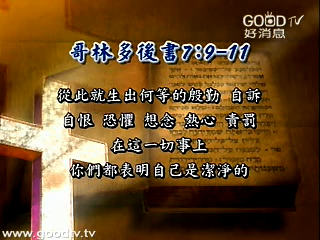 GOOD TV
好消息
哥林多後書7:9-11
從此就生出何等的殷勤 自訴
自恨 恐懼 想念 熱心 責罰
在這一切事上
你們都表明自己是潔淨的
www.goodtv.tv